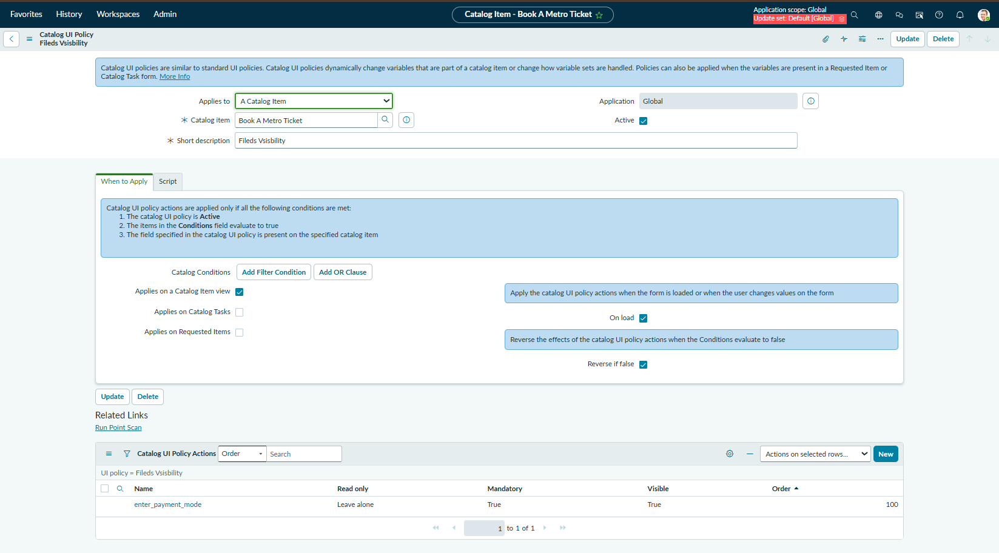 Favorites History Workspaces Admin
Catalog Item - Book A Metro Ticket
Application scope: Global
Update set: Default [Global]
Catalog UI Policy
Fileds Vsisbility
Update Delete
Catalog UI policies are similar to standard UI policies. Catalog UI policies dynamically change variables that are part of a catalog item or change how variable sets are handled. Policies can also be applied when the variables are present in a Requested Item or
Catalog Task form. More Info
Applies to A Catalog Item
Application Global
Catalog item Book A Metro Ticket
Active
Short description Fileds Vsisbility
When to Apply Script
Catalog UI policy actions are applied only if all the following conditions are met:
1. The catalog UI policy is Active
2. The items in the Conditions field evaluate to true
3. The field specified in the catalog UI policy is present on the specified catalog item
Catalog Conditions Add Filter Condition Add OR Clause
Applies on a Catalog Item view
Apply the catalog UI policy actions when the form is loaded or when the user changes values on the form
Applies on Catalog Tasks
On load
Applies on Requested Items
Reverse the effects of the catalog UI policy actions when the Conditions evaluate to false
Reverse if false
Update Delete
Related Links
Run Point Scan
Catalog UI Policy Actions Order Search Actions on selected rows... New
UI policy = Fileds Vsisbility
Name Read only Mandatory Visible Order
enter_payment_mode Leave alone True True 100
1 to 1 of 1